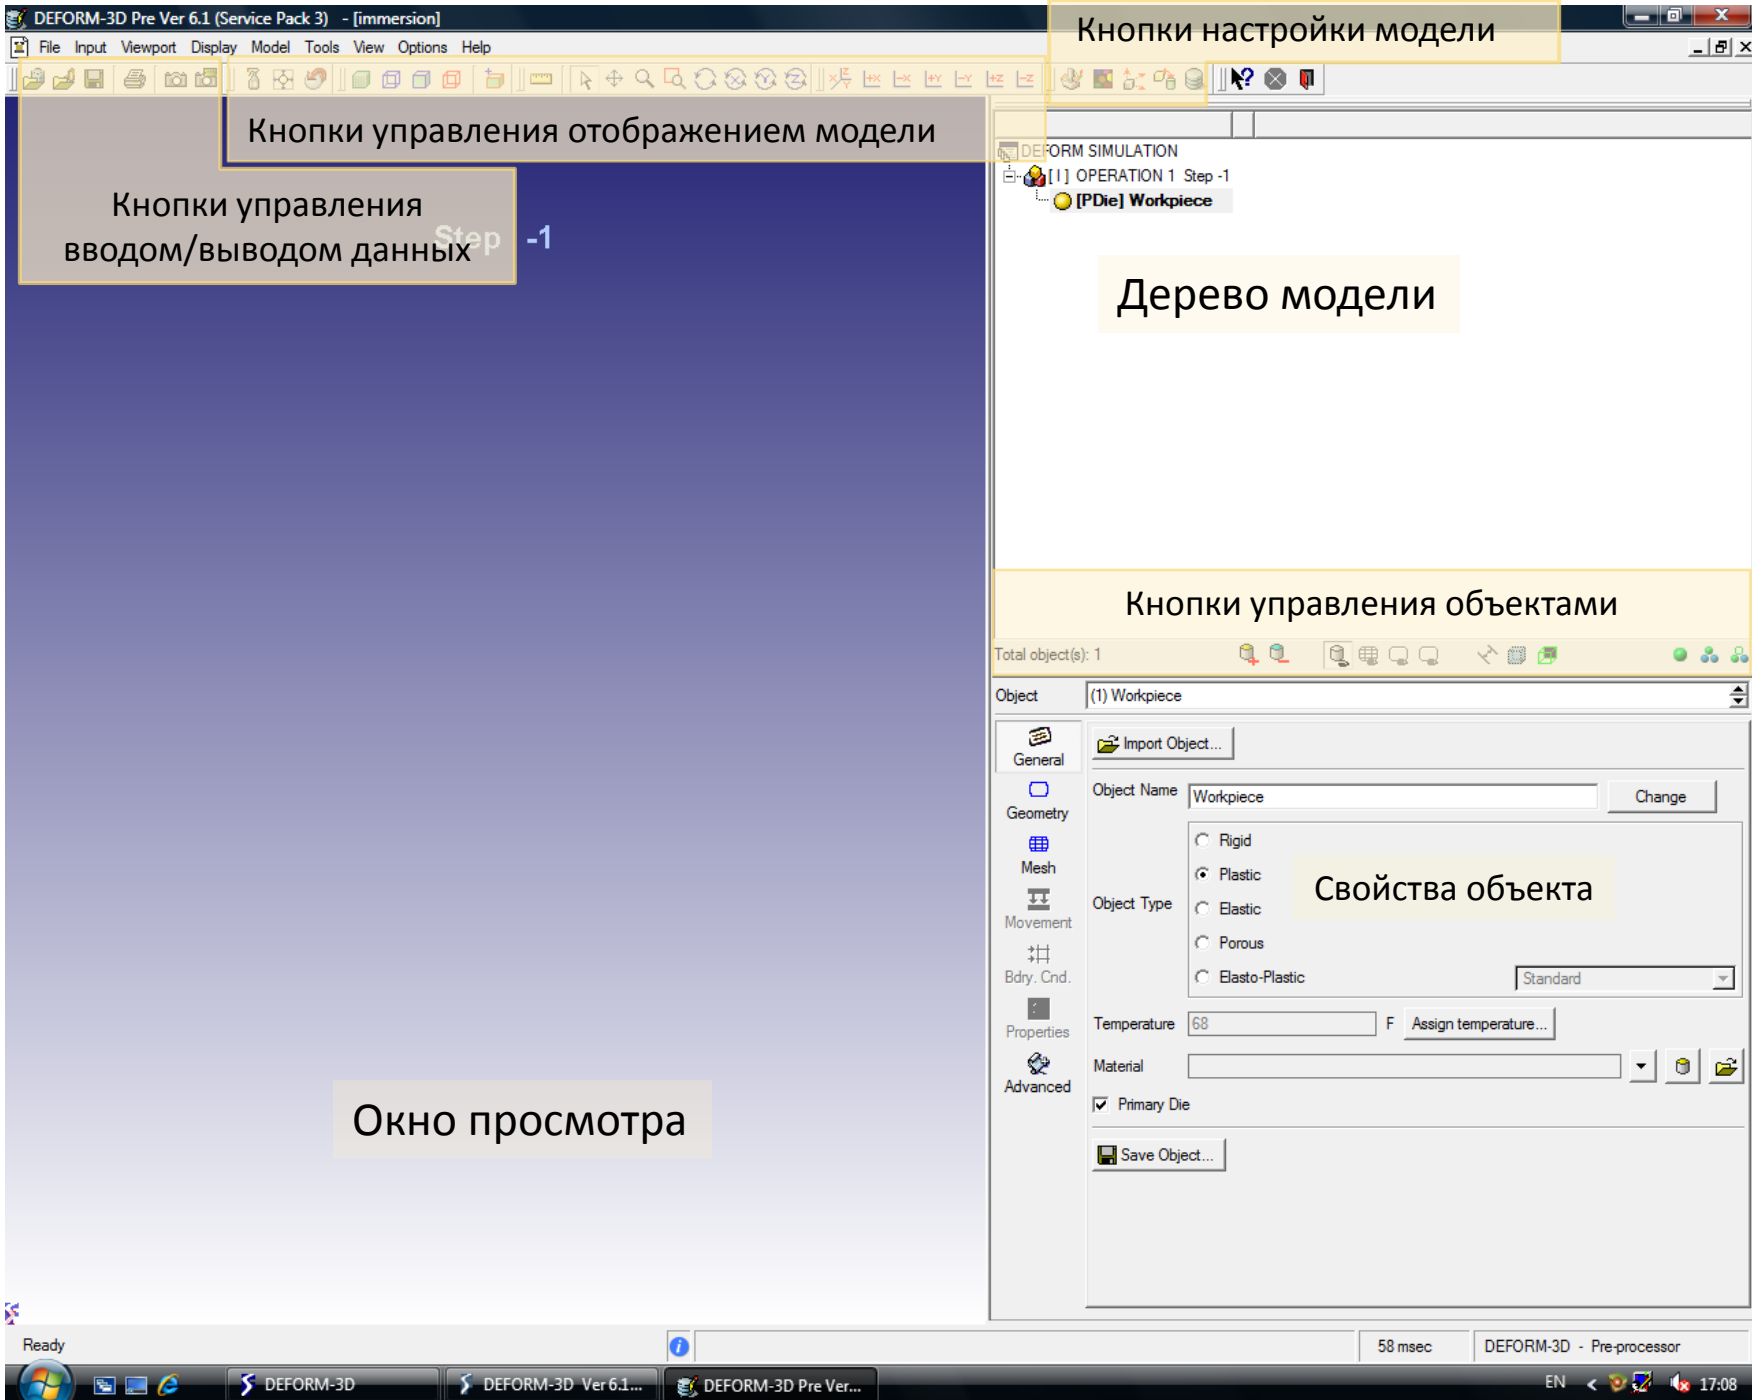 DEFORM-3D Pre Ver 6.1 (Service Pack 3) - [immersion]
Кнопки настройки модели
File Input Viewport Display Model Tools View Options Help
Кнопки управления отображением модели
DEFORM SIMULATION
[ I ] OPERATION 1 Step -1
[PDie] Workpiece
Кнопки управления
вводом/выводом данных
Step -1
Дерево модели
Кнопки управления объектами
Total object(s): 1
Object (1) Workpiece
General
Import Object...
Object Name Workpiece Change
Geometry
Rigid
Mesh
Plastic
Свойства объекта
Object Type
Elastic
Movement
Porous
Bdry. Cnd.
Elasto-Plastic Standard
Properties
Temperature 68 F Assign temperature...
Material
Advanced
Primary Die
Окно просмотра
Save Object...
Ready
58 msec DEFORM-3D - Pre-processor
DEFORM-3D DEFORM-3D Ver 6.1... DEFORM-3D Pre Ver... EN 17:08